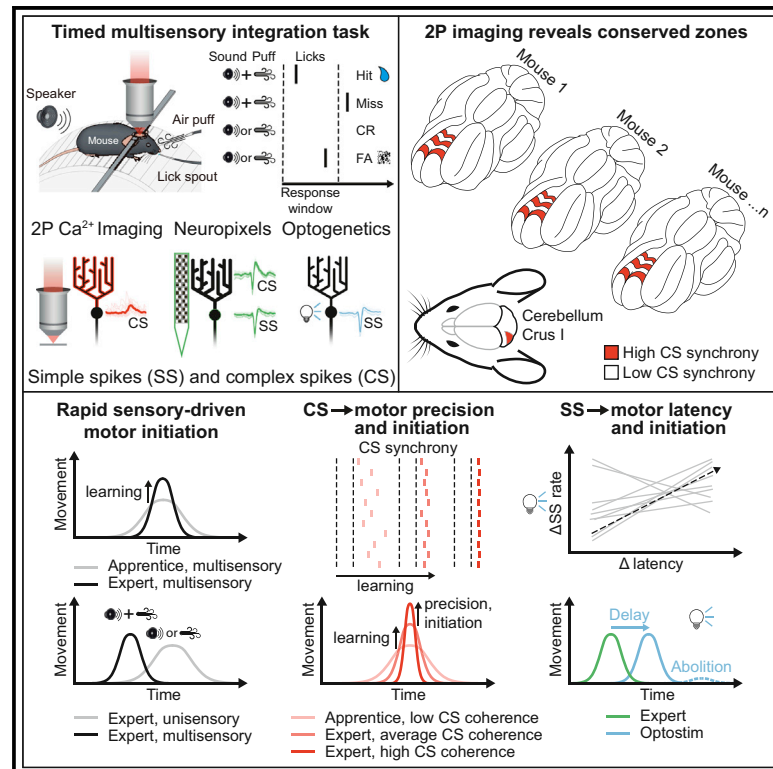 Timed multisensory integration task
Sound Puff
Licks
Speaker
+
Hit
Air puff
+
Miss
Mouse
or
CR
Lick spout
or
FA
Response
window
2P Ca²⁺ Imaging
Neuropixels
Optogenetics
CS
CS
SS
SS
Simple spikes (SS) and complex spikes (CS)
2P imaging reveals conserved zones
Mouse 1
Mouse 2
Mouse ...n
Cerebellum
Crus I
High CS synchrony
Low CS synchrony
Rapid sensory-driven
motor initiation
Movement
learning
Time
Apprentice, multisensory
Expert, multisensory
+
or
Movement
Time
Expert, unisensory
Expert, multisensory
CS→motor precision
and initiation
CS synchrony
learning
Movement
learning
precision,
initiation
Time
Apprentice, low CS coherence
Expert, average CS coherence
Expert, high CS coherence
SS→motor latency
and initiation
ΔSS rate
Δ latency
Movement
Delay
Abolition
Time
Expert
Optostim